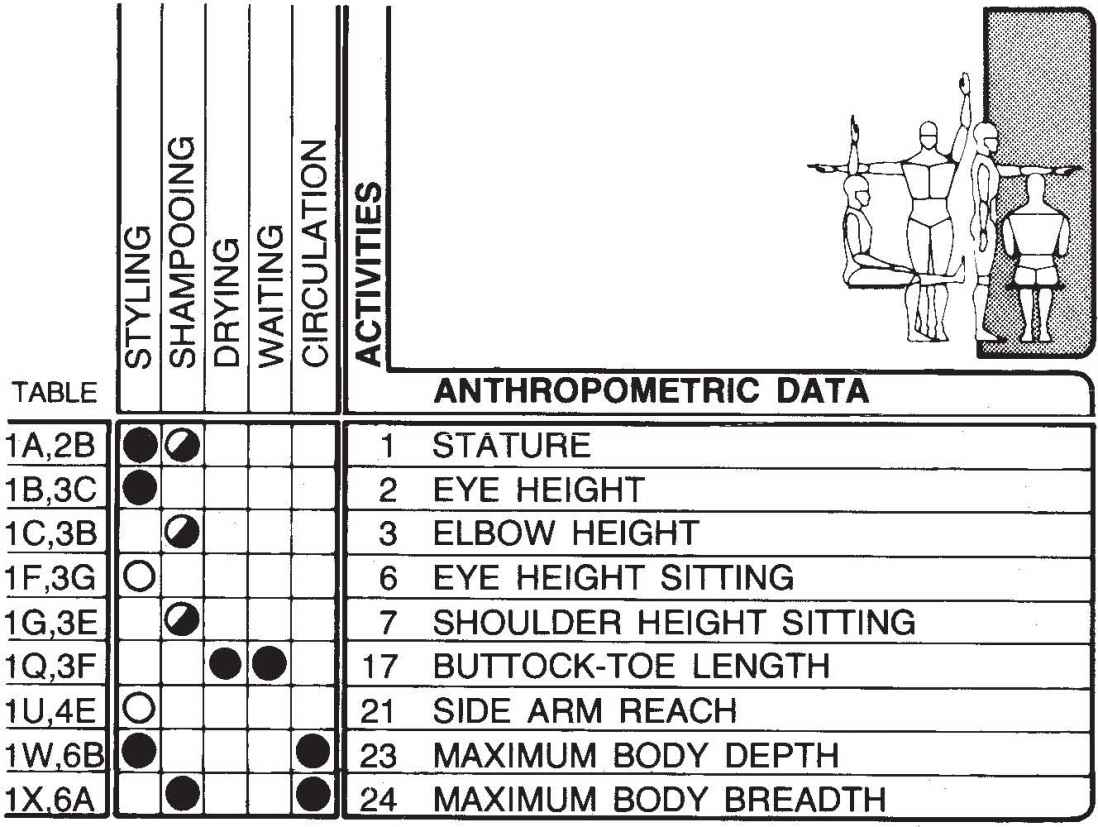 STYLING
SHAMPOOING
DRYING
WAITING
CIRCULATION
ACTIVITIES
TABLE ANTHROPOMETRIC DATA
1A,2B 1 STATURE
1B,3C 2 EYE HEIGHT
1C,3B 3 ELBOW HEIGHT
1F,3G 6 EYE HEIGHT SITTING
1G,3E 7 SHOULDER HEIGHT SITTING
1Q,3F 17 BUTTOCK-TOE LENGTH
1U,4E 21 SIDE ARM REACH
1W,6B 23 MAXIMUM BODY DEPTH
1X,6A 24 MAXIMUM BODY BREADTH